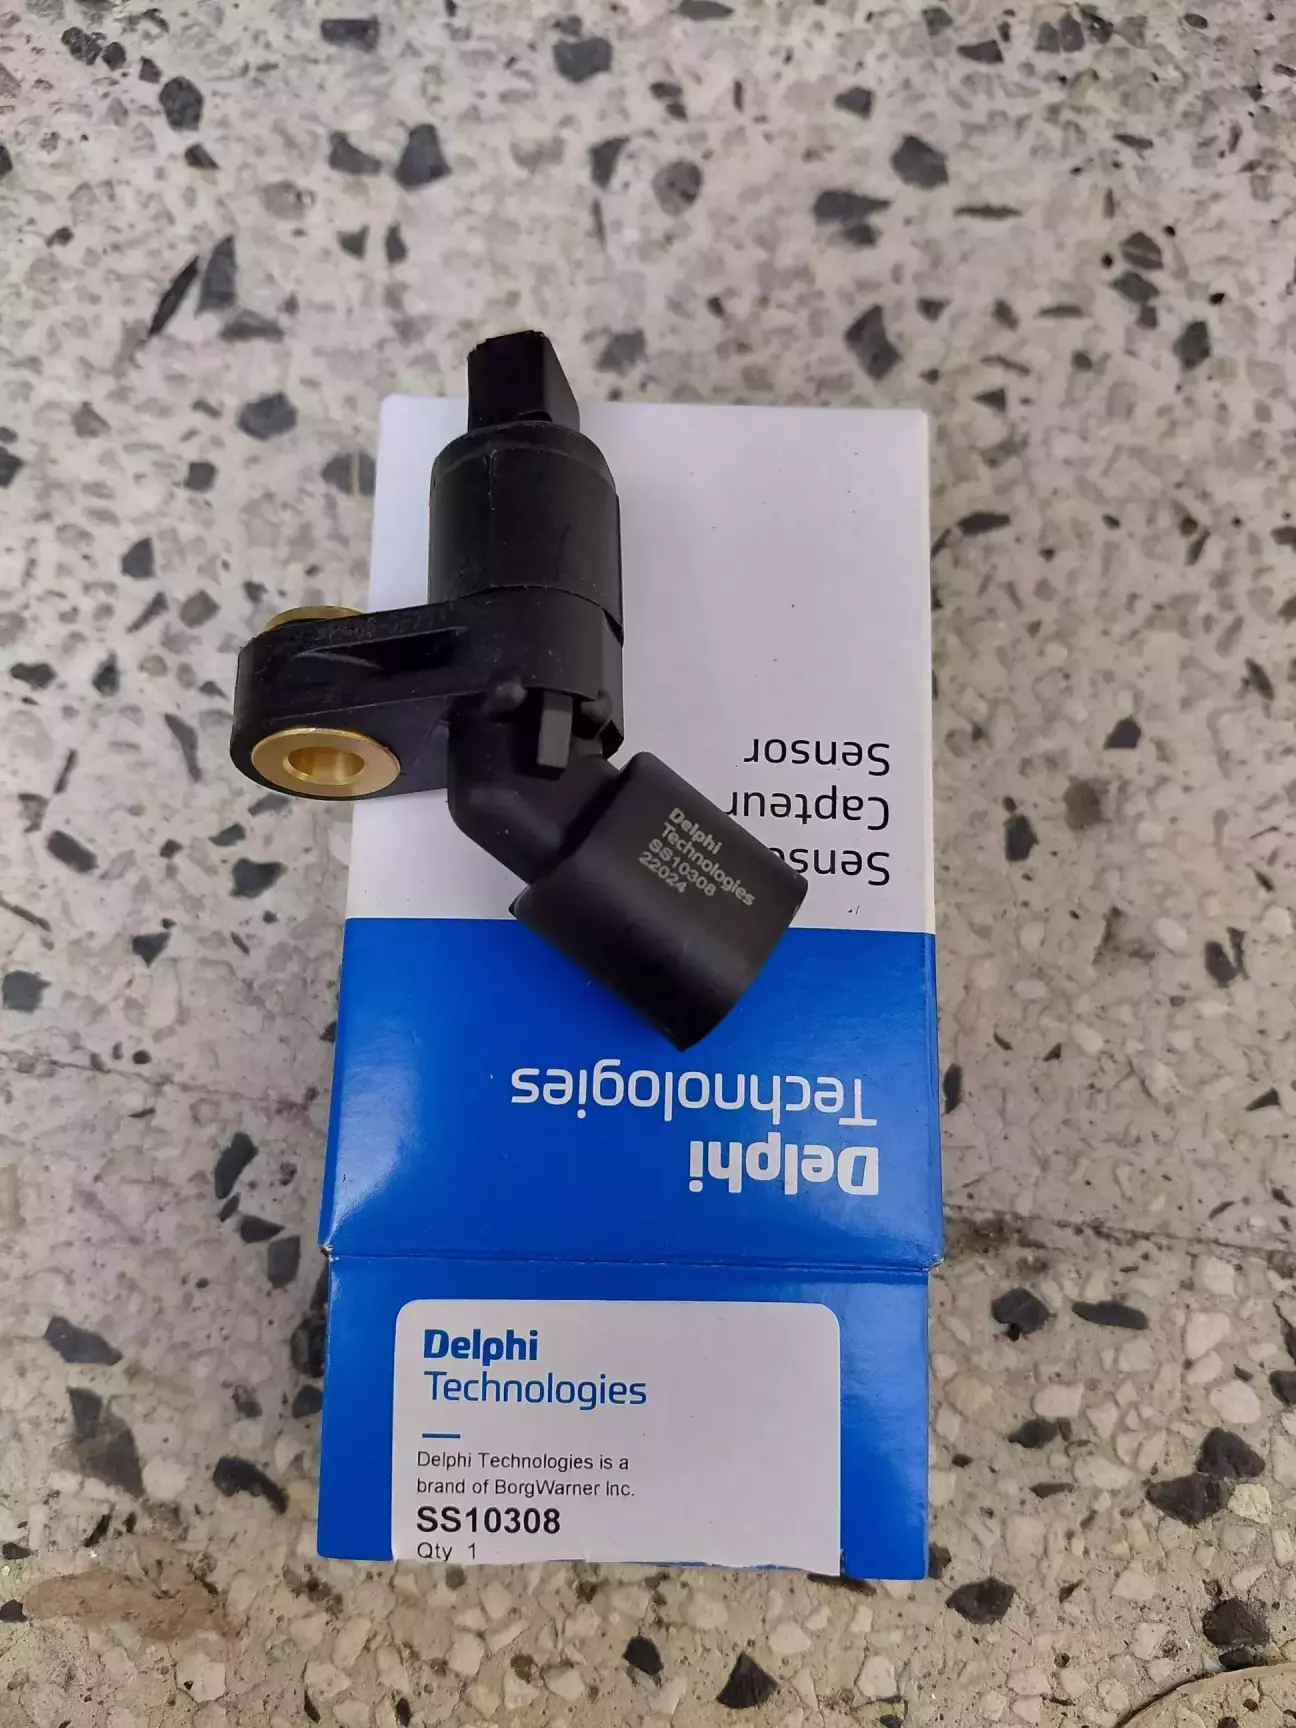 Delphi
Technologies
SS10308
22024
Sensor
Capteur
Delphi
Technologies
Delphi
Technologies
Delphi Technologies is a
brand of BorgWarner Inc.
SS10308
Qty 1